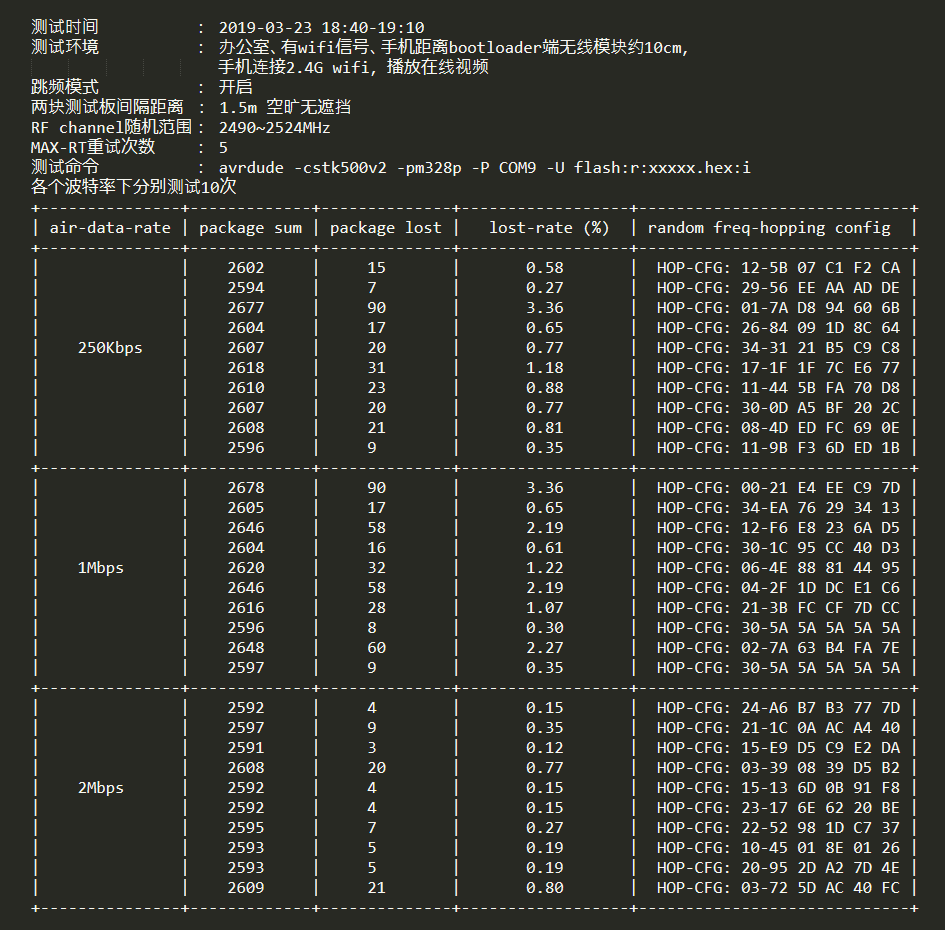 测试时间 : 2019-03-23 18:40-19:10
测试环境 : 办公室、有wifi信号、手机距离bootloader端无线模块约10cm,
手机连接2.4G wifi, 播放在线视频
跳频模式 : 开启
两块测试板间隔距离 : 1.5m 空旷无遮挡
RF channel随机范围 : 2490~2524MHz
MAX-RT重试次数 : 5
测试命令 : avrdude -cstk500v2 -pm328p -P COM9 -U flash:r:xxxxx.hex:i
各个波特率下分别测试10次
+---------------+-------------+--------------+------------------+-----------------------------+
| air-data-rate | package sum | package lost | lost-rate (%) | random freq-hopping config |
+---------------+-------------+--------------+------------------+-----------------------------+
| | 2602 | 15 | 0.58 | HOP-CFG: 12-5B 07 C1 F2 CA |
| | 2594 | 7 | 0.27 | HOP-CFG: 29-56 EE AA AD DE |
| | 2677 | 90 | 3.36 | HOP-CFG: 01-7A D8 94 60 6B |
| | 2604 | 17 | 0.65 | HOP-CFG: 26-84 09 1D 8C 64 |
| 250Kbps | 2607 | 20 | 0.77 | HOP-CFG: 34-31 21 B5 C9 C8 |
| | 2618 | 31 | 1.18 | HOP-CFG: 17-1F 1F 7C E6 77 |
| | 2610 | 23 | 0.88 | HOP-CFG: 11-44 5B FA 70 D8 |
| | 2607 | 20 | 0.77 | HOP-CFG: 30-0D A5 BF 20 2C |
| | 2608 | 21 | 0.81 | HOP-CFG: 08-4D ED FC 69 0E |
| | 2596 | 9 | 0.35 | HOP-CFG: 11-9B F3 6D ED 1B |
+---------------+-------------+--------------+------------------+-----------------------------+
| | 2678 | 90 | 3.36 | HOP-CFG: 00-21 E4 EE C9 7D |
| | 2605 | 17 | 0.65 | HOP-CFG: 34-EA 76 29 34 13 |
| | 2646 | 58 | 2.19 | HOP-CFG: 12-F6 E8 23 6A D5 |
| | 2604 | 16 | 0.61 | HOP-CFG: 30-1C 95 CC 40 D3 |
| 1Mbps | 2620 | 32 | 1.22 | HOP-CFG: 06-4E 88 81 44 95 |
| | 2646 | 58 | 2.19 | HOP-CFG: 04-2F 1D DC E1 C6 |
| | 2616 | 28 | 1.07 | HOP-CFG: 21-3B FC CF 7D CC |
| | 2596 | 8 | 0.30 | HOP-CFG: 30-5A 5A 5A 5A 5A |
| | 2648 | 60 | 2.27 | HOP-CFG: 02-7A 63 B4 FA 7E |
| | 2597 | 9 | 0.35 | HOP-CFG: 30-5A 5A 5A 5A 5A |
+---------------+-------------+--------------+------------------+-----------------------------+
| | 2592 | 4 | 0.15 | HOP-CFG: 24-A6 B7 B3 77 7D |
| | 2597 | 9 | 0.35 | HOP-CFG: 21-1C 0A AC A4 40 |
| | 2591 | 3 | 0.12 | HOP-CFG: 15-E9 D5 C9 E2 DA |
| | 2608 | 20 | 0.77 | HOP-CFG: 03-39 08 39 D5 B2 |
| 2Mbps | 2592 | 4 | 0.15 | HOP-CFG: 15-13 6D 0B 91 F8 |
| | 2592 | 4 | 0.15 | HOP-CFG: 23-17 6E 62 20 BE |
| | 2595 | 7 | 0.27 | HOP-CFG: 22-52 98 1D C7 37 |
| | 2593 | 5 | 0.19 | HOP-CFG: 10-45 01 8E 01 26 |
| | 2593 | 5 | 0.19 | HOP-CFG: 20-95 2D A2 7D 4E |
| | 2609 | 21 | 0.80 | HOP-CFG: 03-72 5D AC 40 FC |
+---------------+-------------+--------------+------------------+-----------------------------+